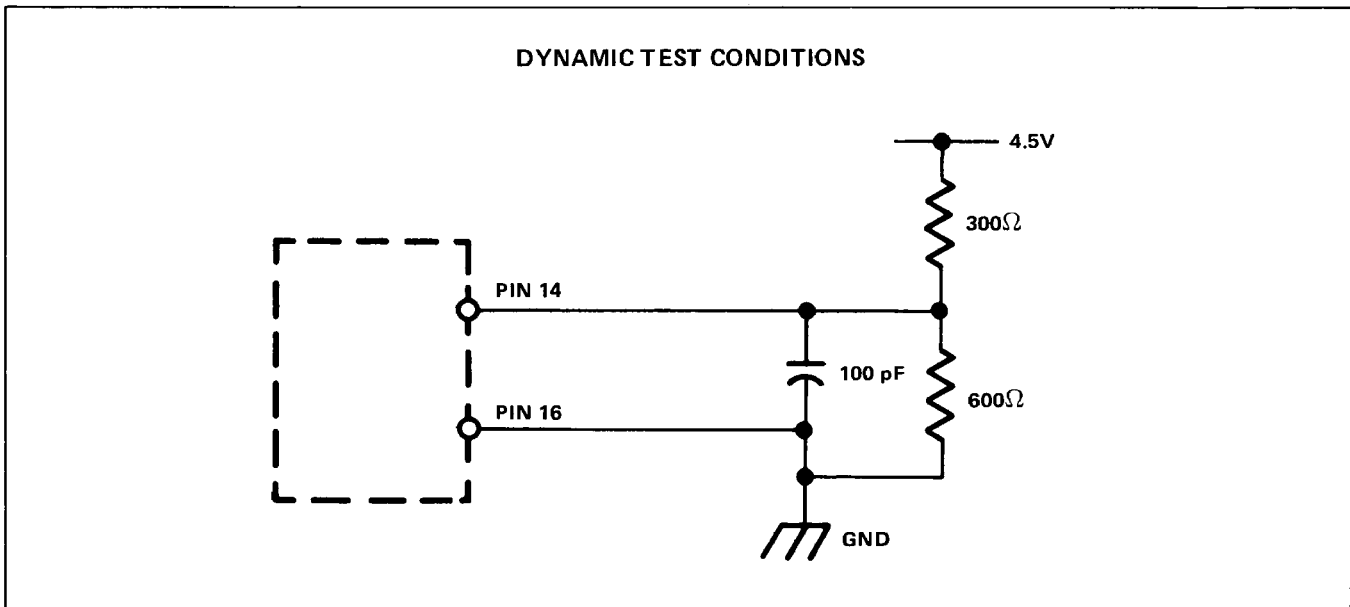 DYNAMIC TEST CONDITIONS
4.5V
300Ω
PIN 14
100 pF
600Ω
PIN 16
GND